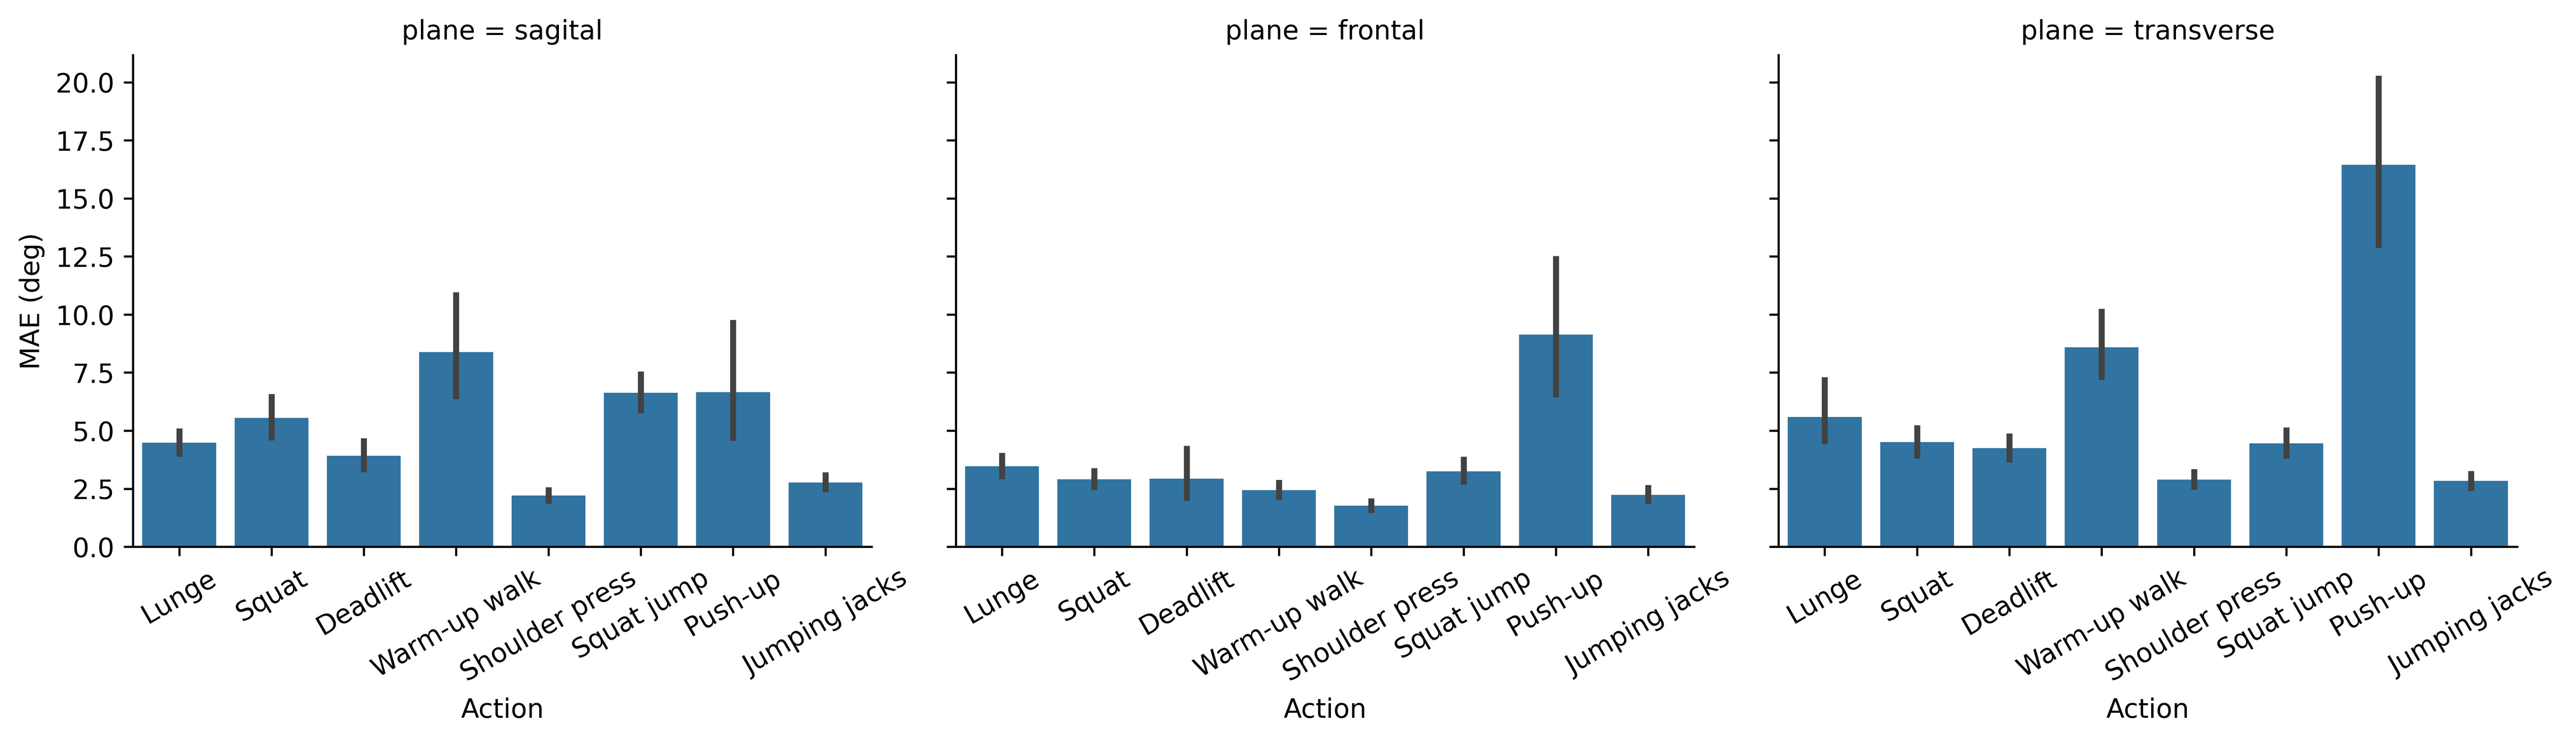 plane = sagital
plane = frontal
plane = transverse
MAE (deg)
20.0
17.5
15.0
12.5
10.0
7.5
5.0
2.5
0.0
Lunge
Squat
Deadlift
Warm-up walk
Shoulder press
Squat jump
Push-up
Jumping jacks
Action
Lunge
Squat
Deadlift
Warm-up walk
Shoulder press
Squat jump
Push-up
Jumping jacks
Action
Lunge
Squat
Deadlift
Warm-up walk
Shoulder press
Squat jump
Push-up
Jumping jacks
Action